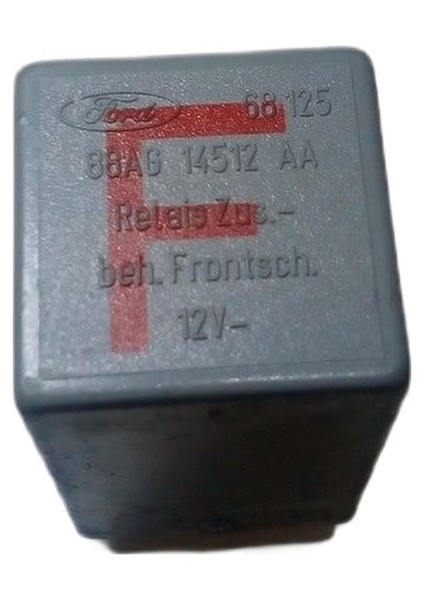 Ford 68 125
88AG 14512 AA
Relais Zus.-
beh. Frontsch.
12V-
F